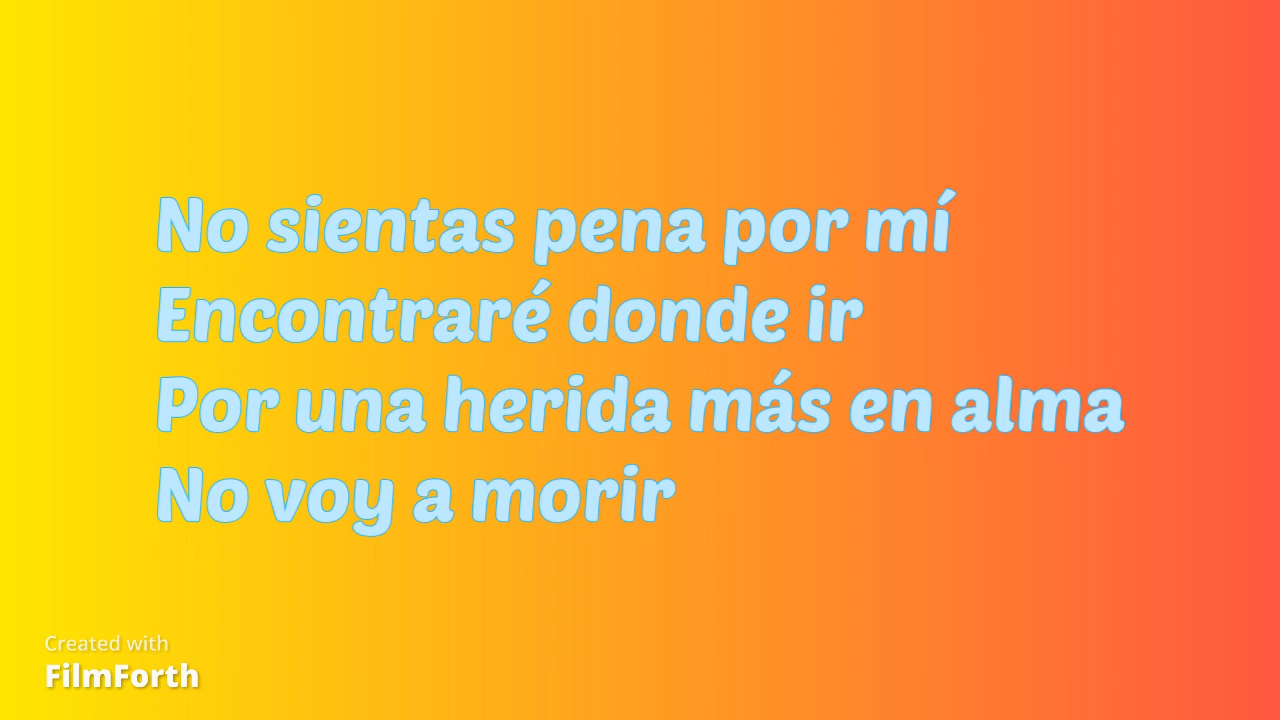 No sientas pena por mí
Encontraré donde ir
Por una herida más en alma
No voy a morir
Created with
FilmForth